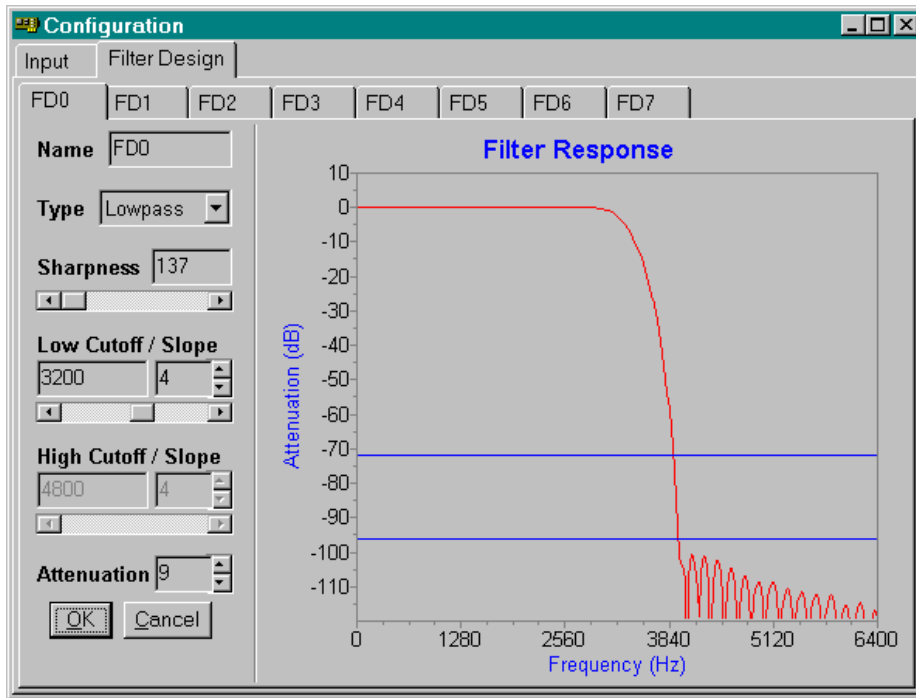 Configuration
Input Filter Design
FD0 FD1 FD2 FD3 FD4 FD5 FD6 FD7
Name FD0
Type Lowpass
Sharpness 137
Low Cutoff / Slope
3200 4
High Cutoff / Slope
4800 4
Attenuation 9
OK Cancel
Filter Response
Attenuation (dB)
10
0
-10
-20
-30
-40
-50
-60
-70
-80
-90
-100
-110
0 1280 2560 3840 5120 6400
Frequency (Hz)